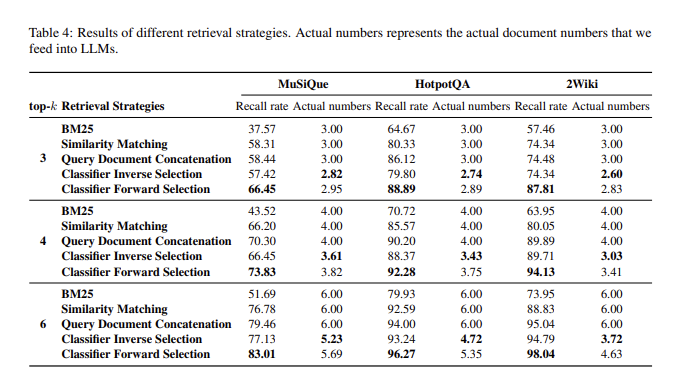 Table 4: Results of different retrieval strategies. Actual numbers represents the actual document numbers that we
feed into LLMs.
MuSiQue HotpotQA 2Wiki
top-k Retrieval Strategies Recall rate Actual numbers Recall rate Actual numbers Recall rate Actual numbers
BM25 37.57 3.00 64.67 3.00 57.46 3.00
Similarity Matching 58.31 3.00 80.33 3.00 74.34 3.00
3 Query Document Concatenation 58.44 3.00 86.12 3.00 74.48 3.00
Classifier Inverse Selection 57.42 2.82 79.80 2.74 74.34 2.60
Classifier Forward Selection 66.45 2.95 88.89 2.89 87.81 2.83
BM25 43.52 4.00 70.72 4.00 63.95 4.00
Similarity Matching 66.20 4.00 85.57 4.00 80.05 4.00
4 Query Document Concatenation 70.30 4.00 90.20 4.00 89.89 4.00
Classifier Inverse Selection 66.45 3.61 88.37 3.43 89.71 3.03
Classifier Forward Selection 73.83 3.82 92.28 3.75 94.13 3.41
BM25 51.69 6.00 79.93 6.00 73.95 6.00
Similarity Matching 76.78 6.00 92.59 6.00 88.83 6.00
6 Query Document Concatenation 79.46 6.00 94.00 6.00 95.04 6.00
Classifier Inverse Selection 77.13 5.23 93.24 4.72 94.79 3.72
Classifier Forward Selection 83.01 5.69 96.27 5.35 98.04 4.63